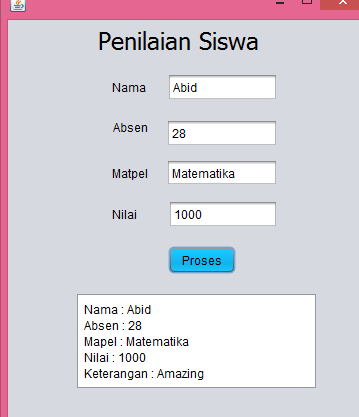 Penilaian Siswa
Nama Abid
Absen 28
Matpel Matematika
Nilai 1000
Proses
Nama : Abid
Absen : 28
Mapel : Matematika
Nilai : 1000
Keterangan : Amazing